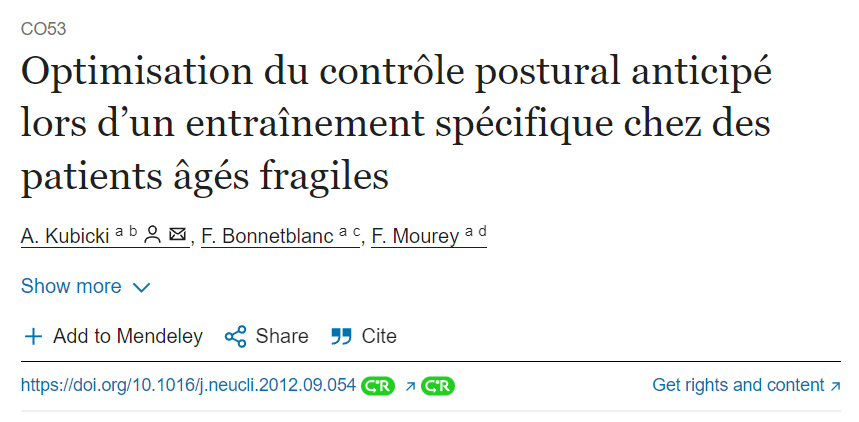 CO53
Optimisation du contrôle postural anticipé
lors d’un entraînement spécifique chez des
patients âgés fragiles
A. Kubicki a b , F. Bonnetblanc a c, F. Mourey a d
Show more
Add to Mendeley Share Cite
https://doi.org/10.1016/j.neucli.2012.09.054 C*R C*R Get rights and content